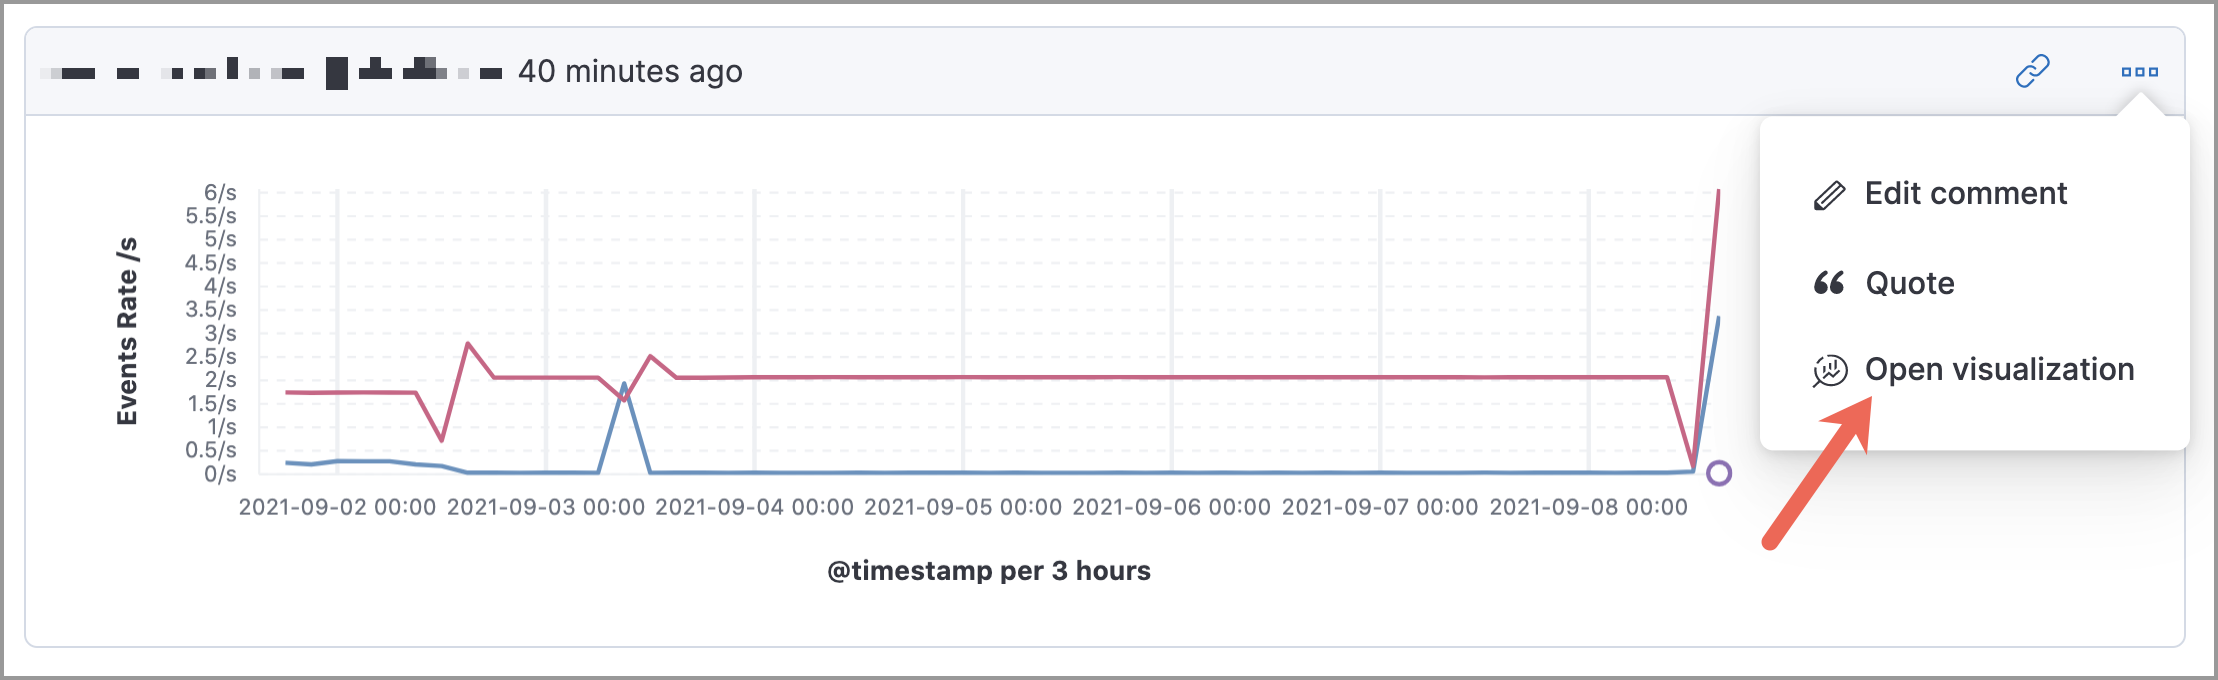 40 minutes ago
Edit comment
Quote
Open visualization
Events Rate /s
6/s
5.5/s
5/s
4.5/s
4/s
3.5/s
3/s
2.5/s
2/s
1.5/s
1/s
0.5/s
0/s
2021-09-02 00:00 2021-09-03 00:00 2021-09-04 00:00 2021-09-05 00:00 2021-09-06 00:00 2021-09-07 00:00 2021-09-08 00:00
@timestamp per 3 hours